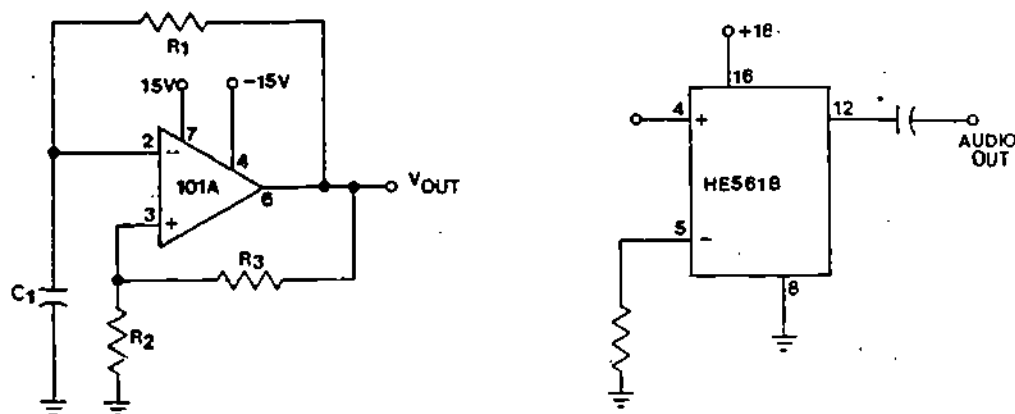 R1
15V
-15V
7
4
2
-
101A
6
VOUT
3
+
R3
C1
R2
+18
16
4
+
12
AUDIO
OUT
HE561B
5
-
8